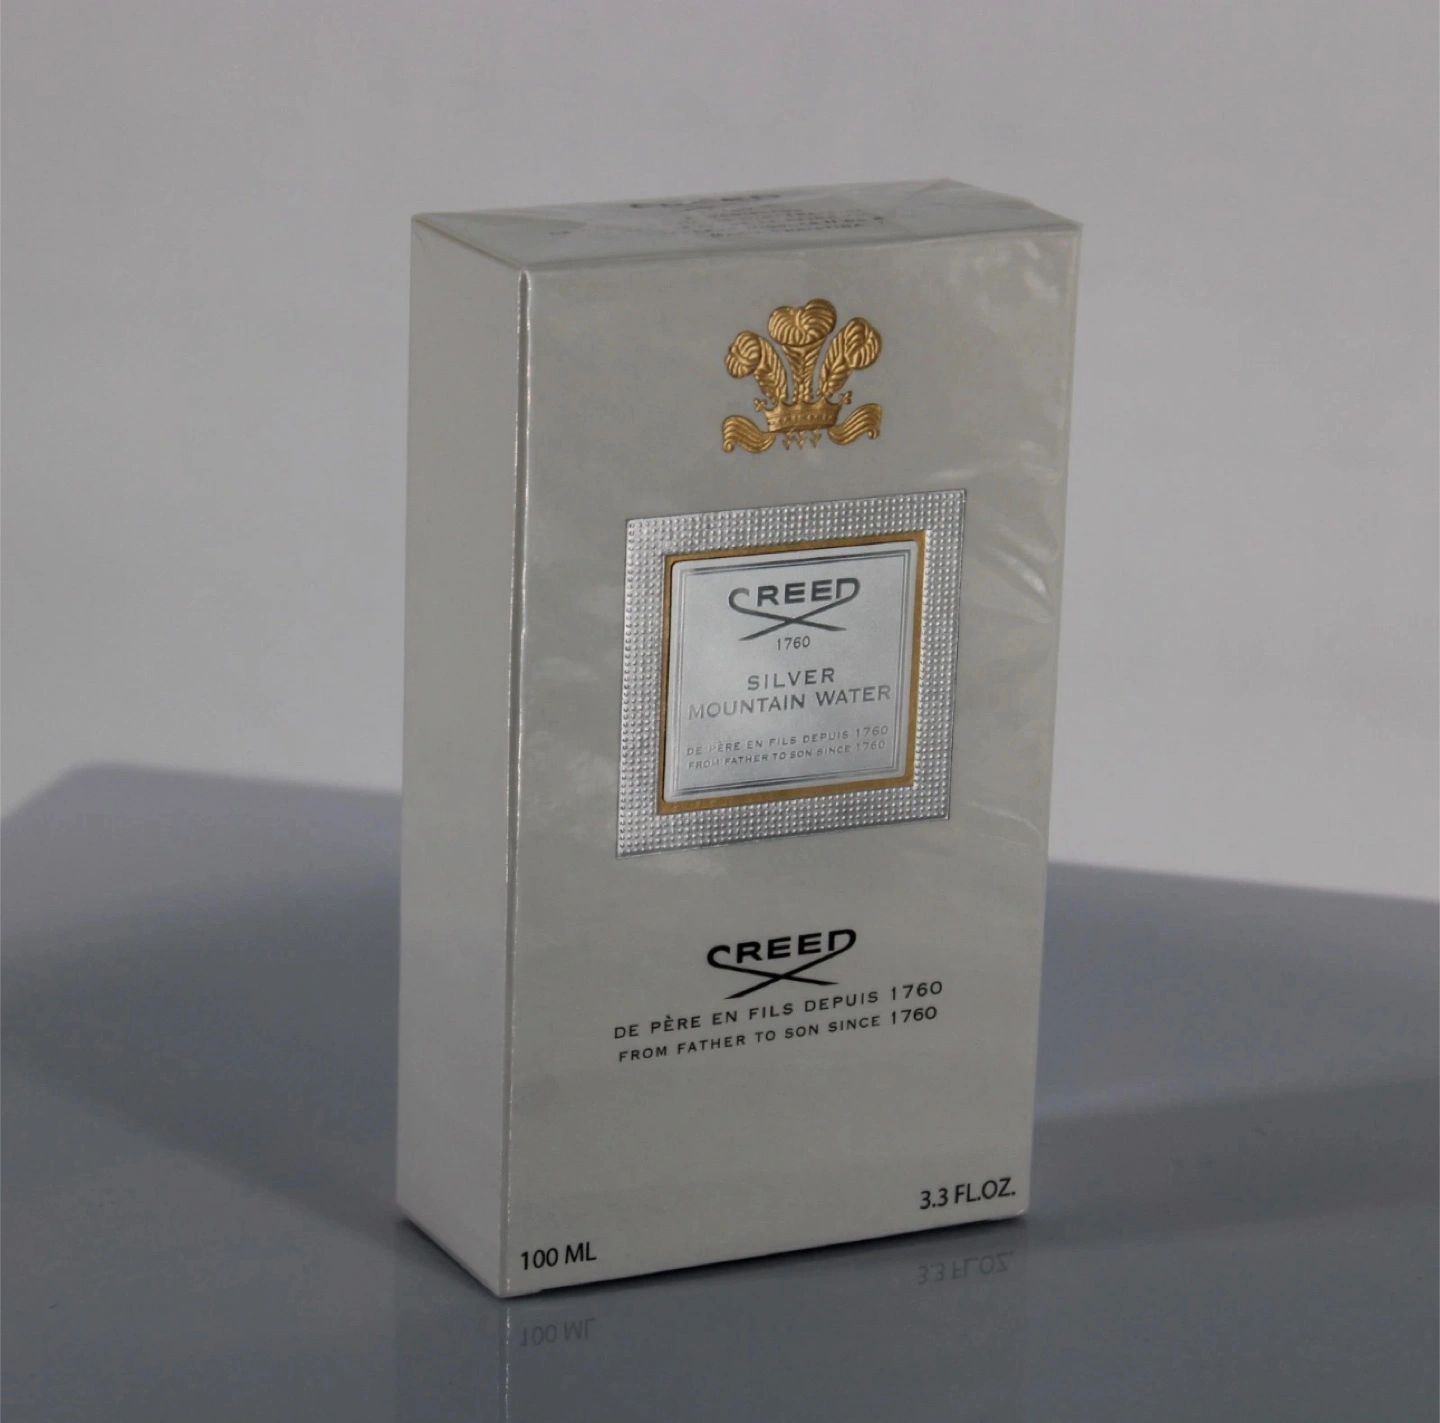 CREED
CREED
1760
SILVER
MOUNTAIN WATER
DE PÈRE EN FILS DEPUIS 1760
FROM FATHER TO SON SINCE 1760
CREED
DE PÈRE EN FILS DEPUIS 1760
FROM FATHER TO SON SINCE 1760
3.3 FL.OZ.
100 ML